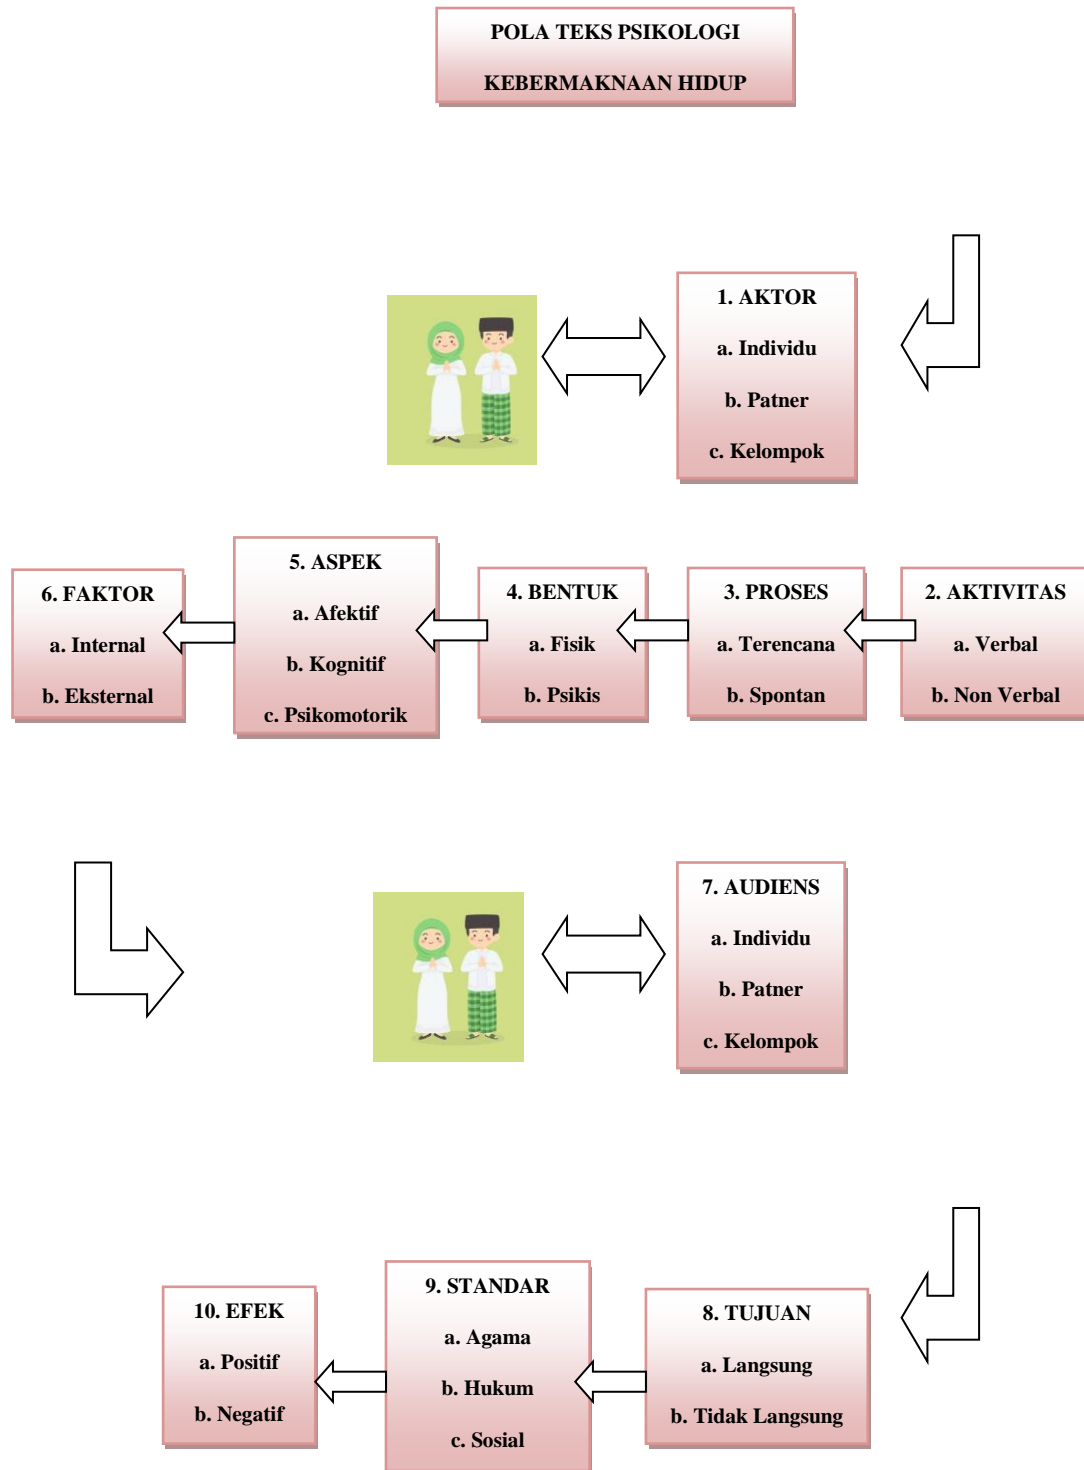 POLA TEKS PSIKOLOGI
KEBERMAKNAAN HIDUP
1. AKTOR
a. Individu
b. Patner
c. Kelompok
2. AKTIVITAS
a. Verbal
b. Non Verbal
3. PROSES
a. Terencana
b. Spontan
4. BENTUK
a. Fisik
b. Psikis
5. ASPEK
a. Afektif
b. Kognitif
c. Psikomotorik
6. FAKTOR
a. Internal
b. Eksternal
7. AUDIENS
a. Individu
b. Patner
c. Kelompok
8. TUJUAN
a. Langsung
b. Tidak Langsung
9. STANDAR
a. Agama
b. Hukum
c. Sosial
10. EFEK
a. Positif
b. Negatif